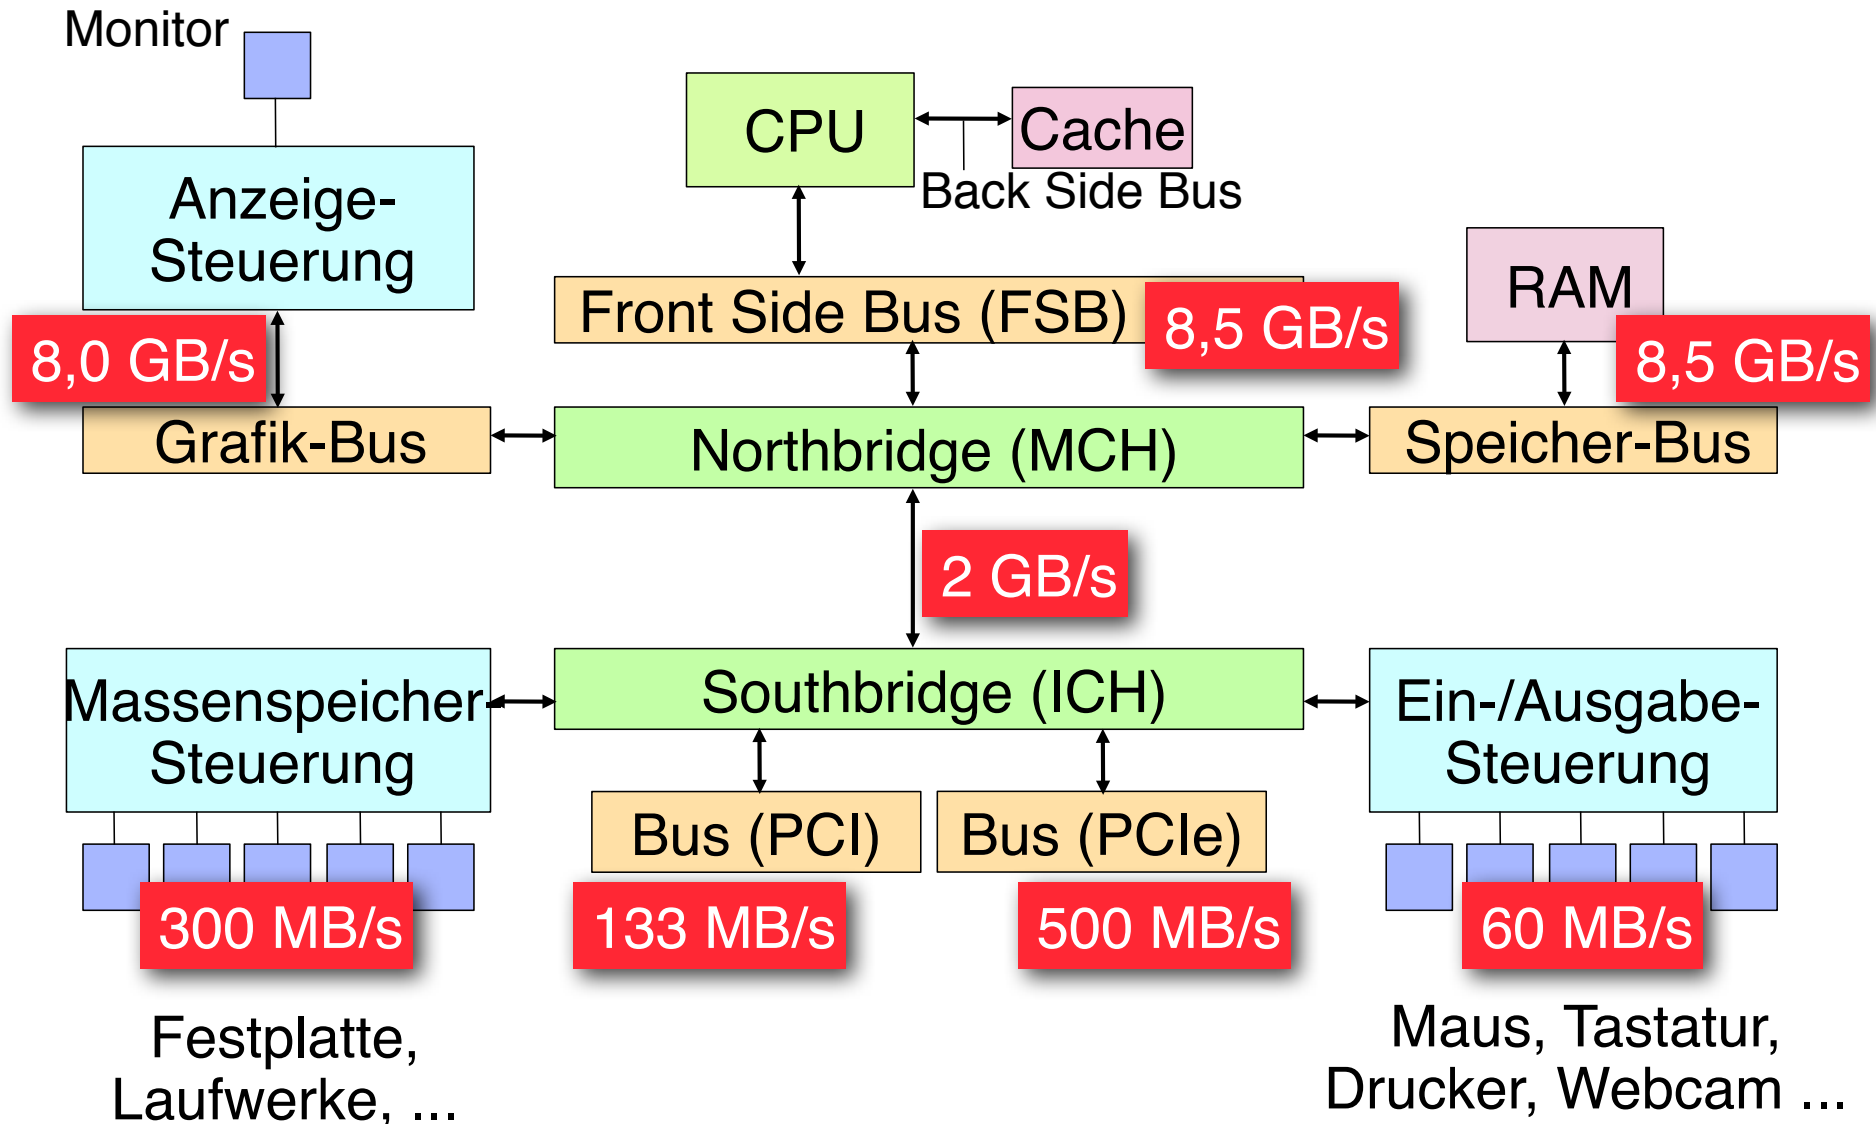 Monitor
CPU
Cache
Back Side Bus
Anzeige-
Steuerung
Front Side Bus (FSB)
8,5 GB/s
RAM
8,5 GB/s
8,0 GB/s
Grafik-Bus
Northbridge (MCH)
Speicher-Bus
2 GB/s
Massenspeicher-
Steuerung
Southbridge (ICH)
Ein-/Ausgabe-
Steuerung
Bus (PCI)
Bus (PCIe)
300 MB/s
133 MB/s
500 MB/s
60 MB/s
Festplatte,
Laufwerke, ...
Maus, Tastatur,
Drucker, Webcam ...